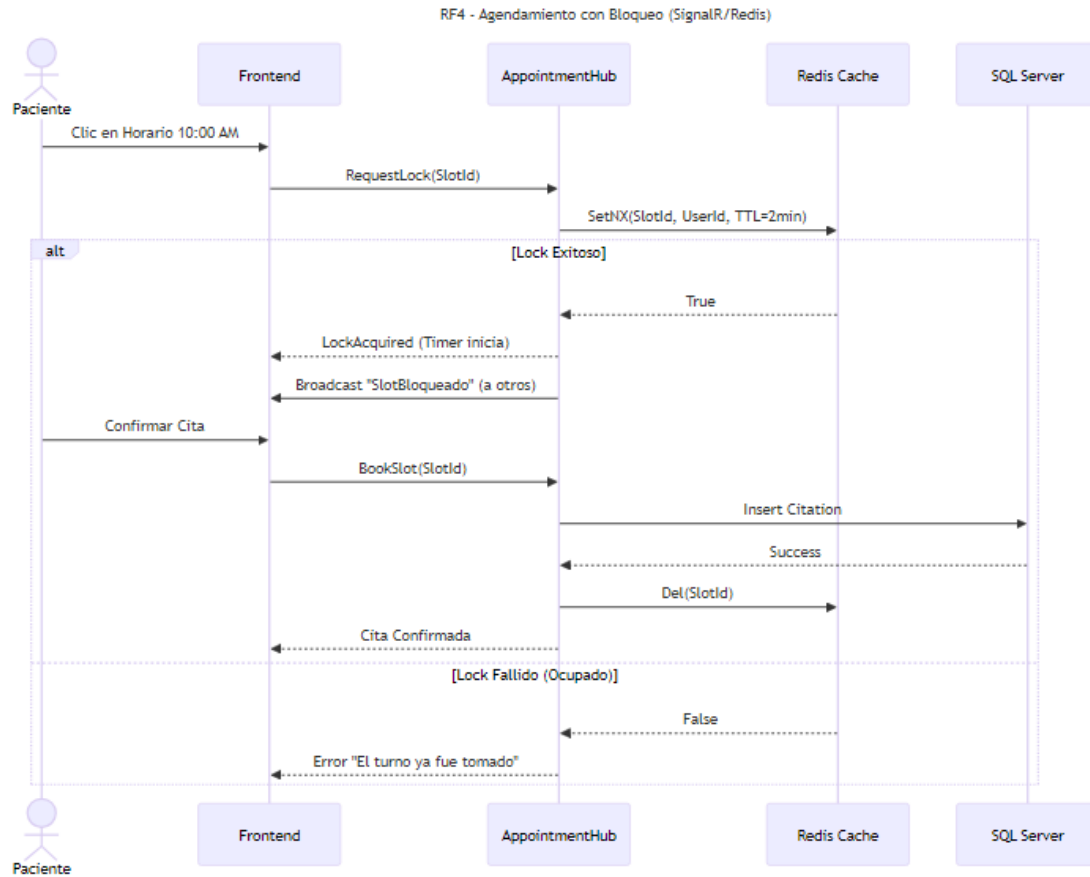 RF4 - Agendamiento con Bloqueo (SignalR/Redis)
Paciente
Frontend
AppointmentHub
Redis Cache
SQL Server
Clic en Horario 10:00 AM
RequestLock(SlotId)
SetNX(SlotId, UserId, TTL=2min)
alt
[Lock Exitoso]
True
LockAcquired (Timer inicia)
Broadcast "SlotBloqueado" (a otros)
Confirmar Cita
BookSlot(SlotId)
Insert Citation
Success
Del(SlotId)
Cita Confirmada
[Lock Fallido (Ocupado)]
False
Error "El turno ya fue tomado"
Paciente
Frontend
AppointmentHub
Redis Cache
SQL Server